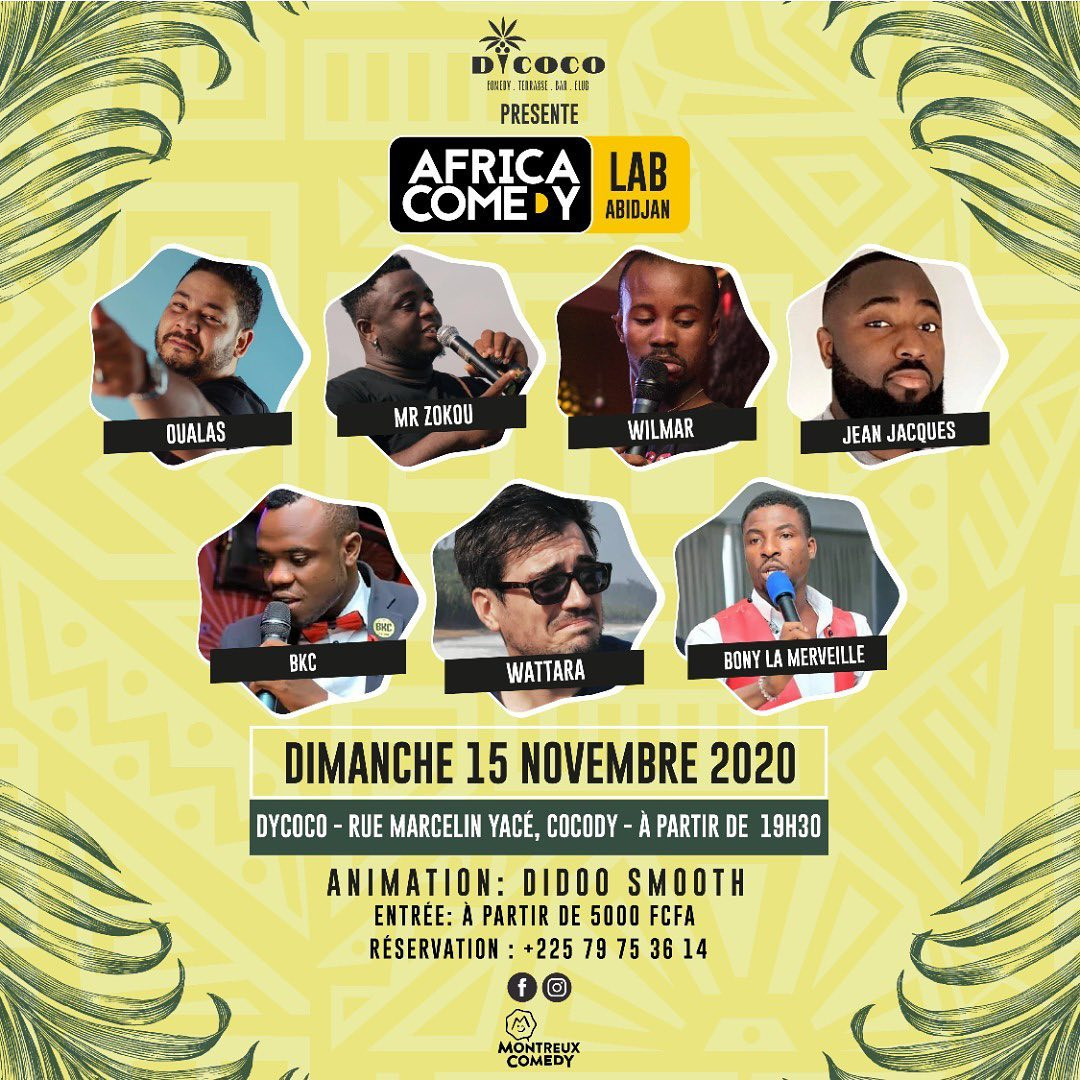 DYCOCO
COMEDY . TERRASSE . BAR . CLUB
PRESENTE
AFRICA
COMEDY
LAB
ABIDJAN
OUALAS
MR ZOKOU
WILMAR
JEAN JACQUES
BKC
BKC
WATTARA
BONY LA MERVEILLE
DIMANCHE 15 NOVEMBRE 2020
DYCOCO - RUE MARCELIN YACÉ, COCODY - À PARTIR DE 19H30
ANIMATION: DIDOO SMOOTH
ENTRÉE: À PARTIR DE 5000 FCFA
RÉSERVATION : +225 79 75 36 14
MONTREUX
COMEDY